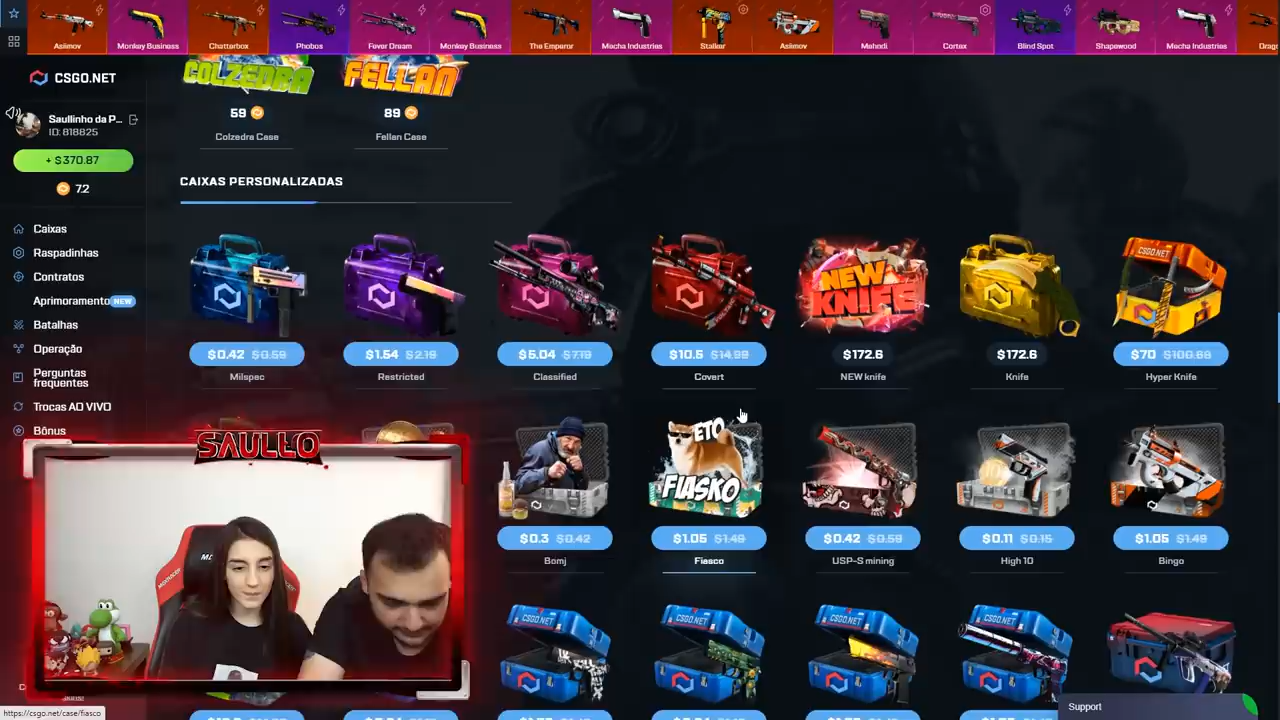 Asiimov
Monkey Business
Chatterbox
Phobos
Fever Dream
Monkey Business
The Emperor
Mecha Industries
Stalker
Asiimov
Mehndi
Cortex
Blind Spot
Shapewood
Mecha Industries
CSGO.NET
COLZEDRA
FELLAN
59
89
Colzedra Case
Fellan Case
Saullinho da P...
ID: 818825
+ $370.87
7.2
CAIXAS PERSONALIZADAS
Caixas
Raspadinhas
Contratos
Aprimoramento NEW
Batalhas
Operação
Perguntas
frequentes
Trocas AO VIVO
Bônus
NEW
KNIFE
CSGO.NET
$0.42 $0.59
$1.54 $2.19
$5.04 $7.19
$10.5 $14.99
$172.6
$172.6
$70 $100.88
Milspec
Restricted
Classified
Covert
NEW knife
Knife
Hyper Knife
ETO
FIASKO
$0.3 $0.42
$1.05 $1.49
$0.42 $0.59
$0.11 $0.15
$1.05 $1.49
Bomj
Fiasco
USP-S mining
High 10
Bingo
SAULLO
CSGO.NET
CSGO.NET
CSGO.NET
CSGO.NET
Support
https://csgo.net/case/fiasco